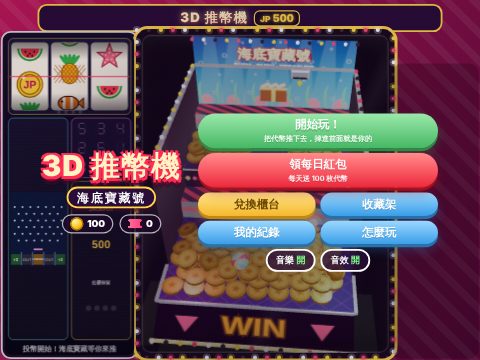 3D 推幣機 JP 500
海底寶藏號
JP
開始玩！
把代幣推下去，掉進前面就是你的
3D 推幣機
領每日紅包
每天送 100 枚代幣
海底寶藏號
兌換櫃台
收藏架
100
0
我的紀錄
怎麼玩
500
音樂 開
音效 開
WIN
投幣開始！海底寶藏等你來推